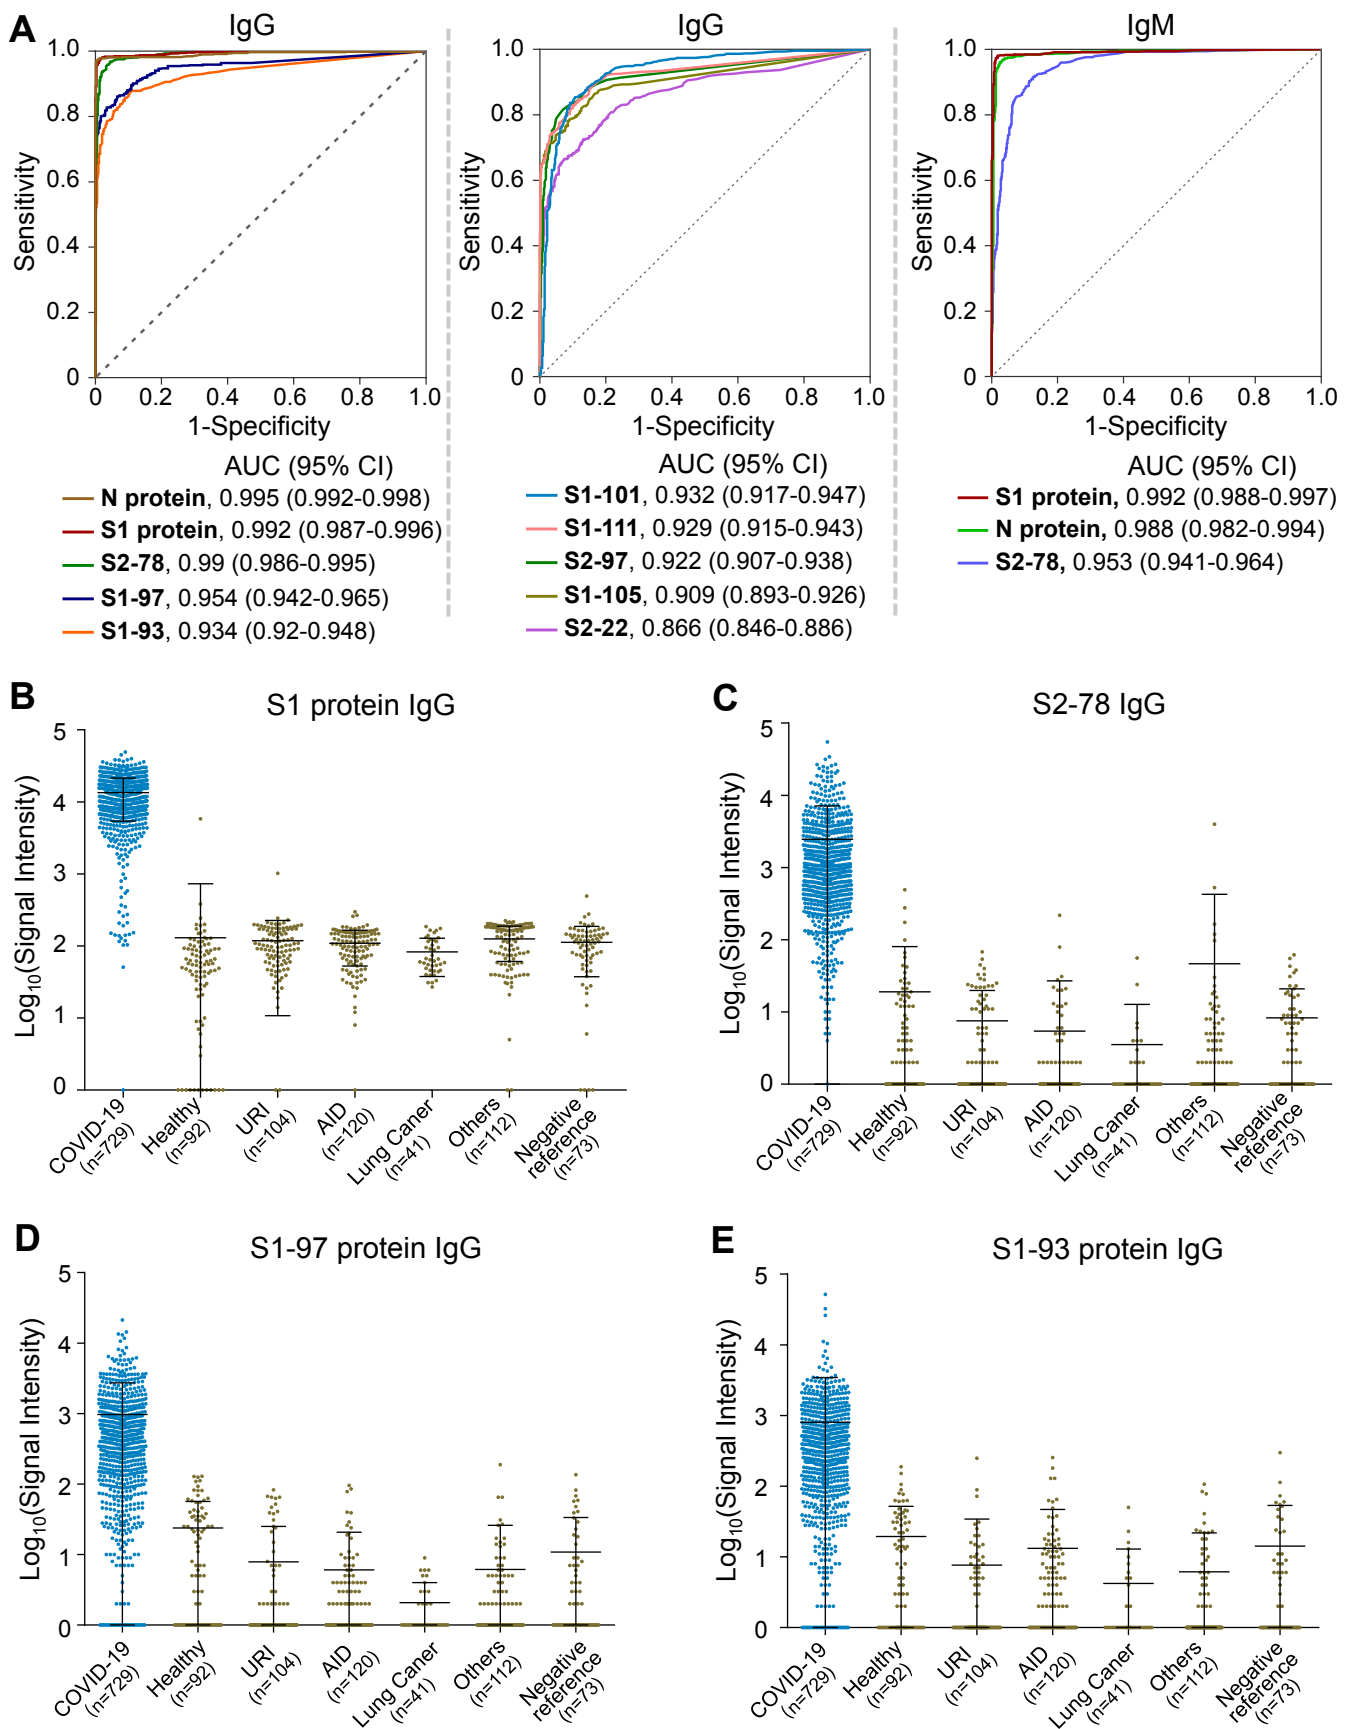 A
IgG
1.0
0.8
0.6
0.4
0.2
0
Sensitivity
0 0.2 0.4 0.6 0.8 1.0
1-Specificity
AUC (95% CI)
N protein, 0.995 (0.992-0.998)
S1 protein, 0.992 (0.987-0.996)
S2-78, 0.99 (0.986-0.995)
S1-97, 0.954 (0.942-0.965)
S1-93, 0.934 (0.92-0.948)
IgG
1.0
0.8
0.6
0.4
0.2
0
Sensitivity
0 0.2 0.4 0.6 0.8 1.0
1-Specificity
AUC (95% CI)
S1-101, 0.932 (0.917-0.947)
S1-111, 0.929 (0.915-0.943)
S2-97, 0.922 (0.907-0.938)
S1-105, 0.909 (0.893-0.926)
S2-22, 0.866 (0.846-0.886)
IgM
1.0
0.8
0.6
0.4
0.2
0
Sensitivity
0 0.2 0.4 0.6 0.8 1.0
1-Specificity
AUC (95% CI)
S1 protein, 0.992 (0.988-0.997)
N protein, 0.988 (0.982-0.994)
S2-78, 0.953 (0.941-0.964)
B
S1 protein IgG
5
4
3
2
1
0
Log10(Signal Intensity)
COVID-19
(n=729)
Healthy
(n=92)
URI
(n=104)
AID
(n=120)
Lung Caner
(n=41)
Others
(n=112)
Negative
reference
(n=73)
C
S2-78 IgG
5
4
3
2
1
0
Log10(Signal Intensity)
COVID-19
(n=729)
Healthy
(n=92)
URI
(n=104)
AID
(n=120)
Lung Caner
(n=41)
Others
(n=112)
Negative
reference
(n=73)
D
S1-97 protein IgG
5
4
3
2
1
0
Log10(Signal Intensity)
COVID-19
(n=729)
Healthy
(n=92)
URI
(n=104)
AID
(n=120)
Lung Caner
(n=41)
Others
(n=112)
Negative
reference
(n=73)
E
S1-93 protein IgG
5
4
3
2
1
0
Log10(Signal Intensity)
COVID-19
(n=729)
Healthy
(n=92)
URI
(n=104)
AID
(n=120)
Lung Caner
(n=41)
Others
(n=112)
Negative
reference
(n=73)